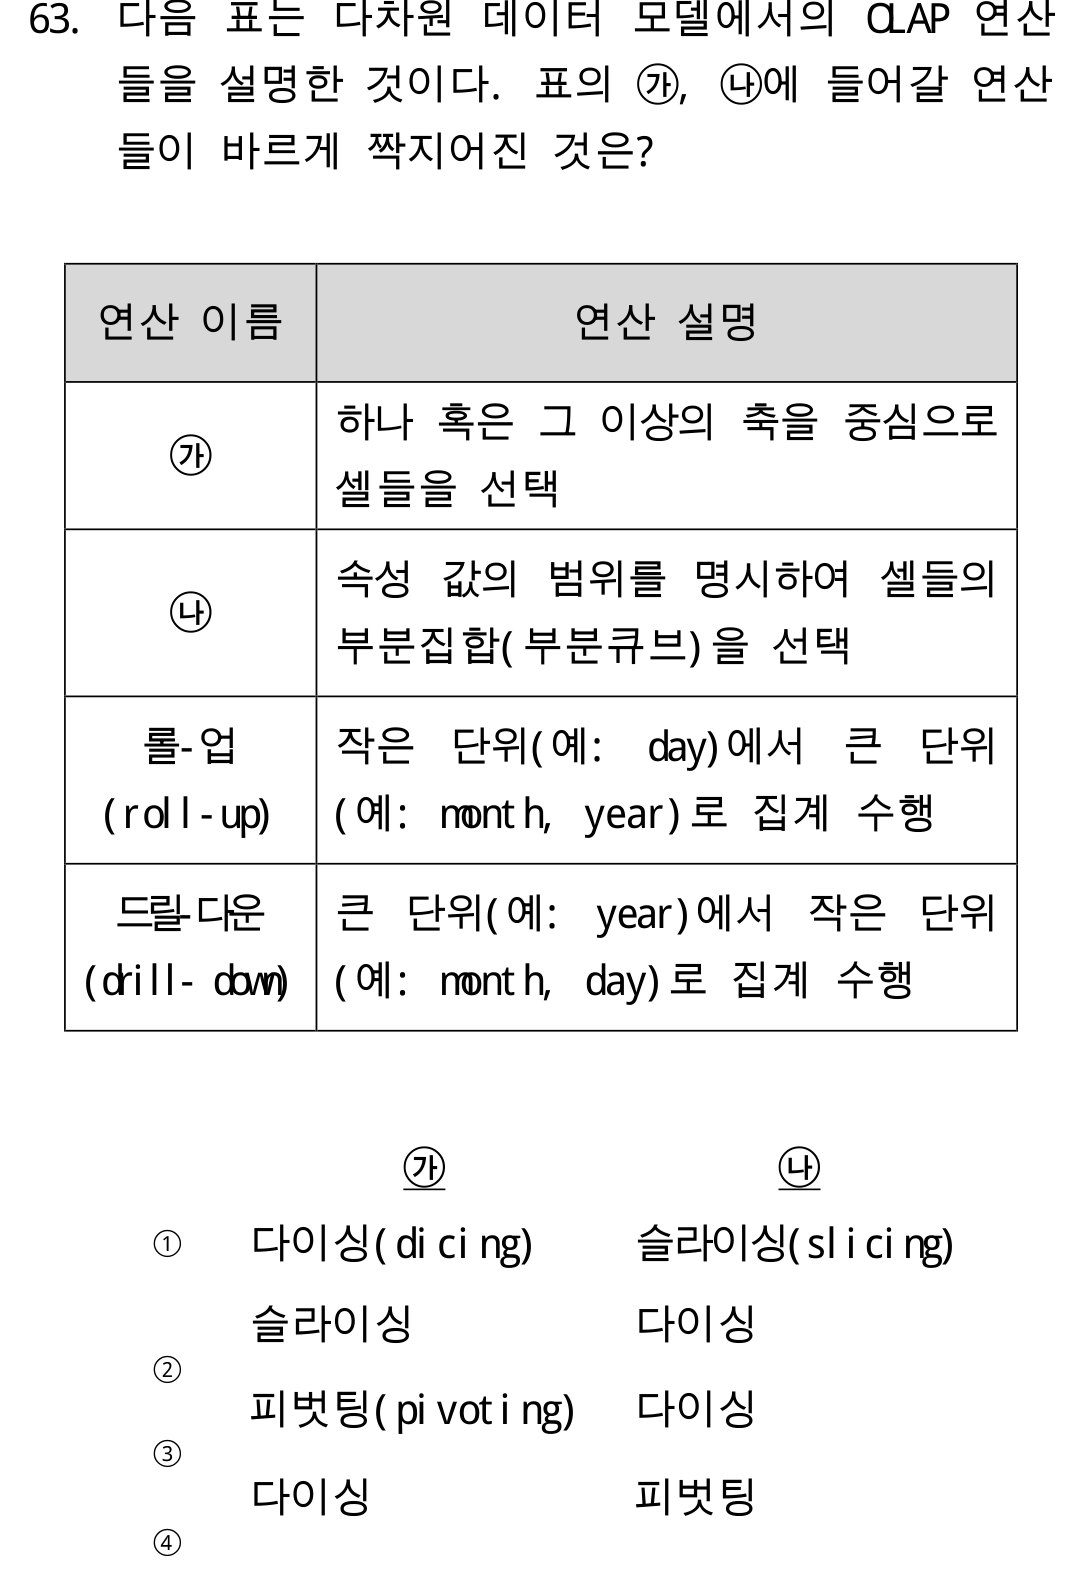 63. 다음 표는 다차원 데이터 모델에서의 OLAP 연산
들을 설명한 것이다. 표의 ㉮, ㉯에 들어갈 연산
들이 바르게 짝지어진 것은?
연산 이름 연산 설명
㉮ 하나 혹은 그 이상의 축을 중심으로
셀들을 선택
㉯ 속성 값의 범위를 명시하여 셀들의
부분집합(부분큐브)을 선택
롤-업 작은 단위(예: day)에서 큰 단위
(roll-up) (예: month, year)로 집계 수행
드릴-다운 큰 단위(예: year)에서 작은 단위
(drill-down) (예: month, day)로 집계 수행
㉮ ㉯
① 다이싱(dicing) 슬라이싱(slicing)
슬라이싱 다이싱
②
피벗팅(pivoting) 다이싱
③
다이싱 피벗팅
④